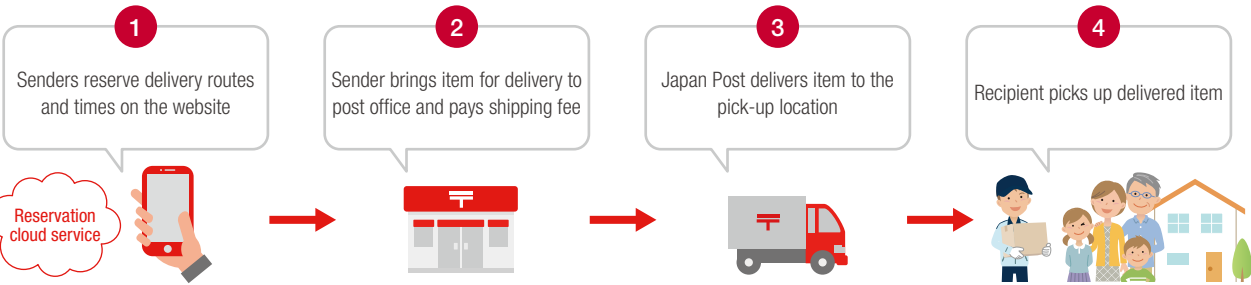 1
Senders reserve delivery routes
and times on the website
Reservation
cloud service
2
Sender brings item for delivery to
post office and pays shipping fee
3
Japan Post delivers item to the
pick-up location
4
Recipient picks up delivered item